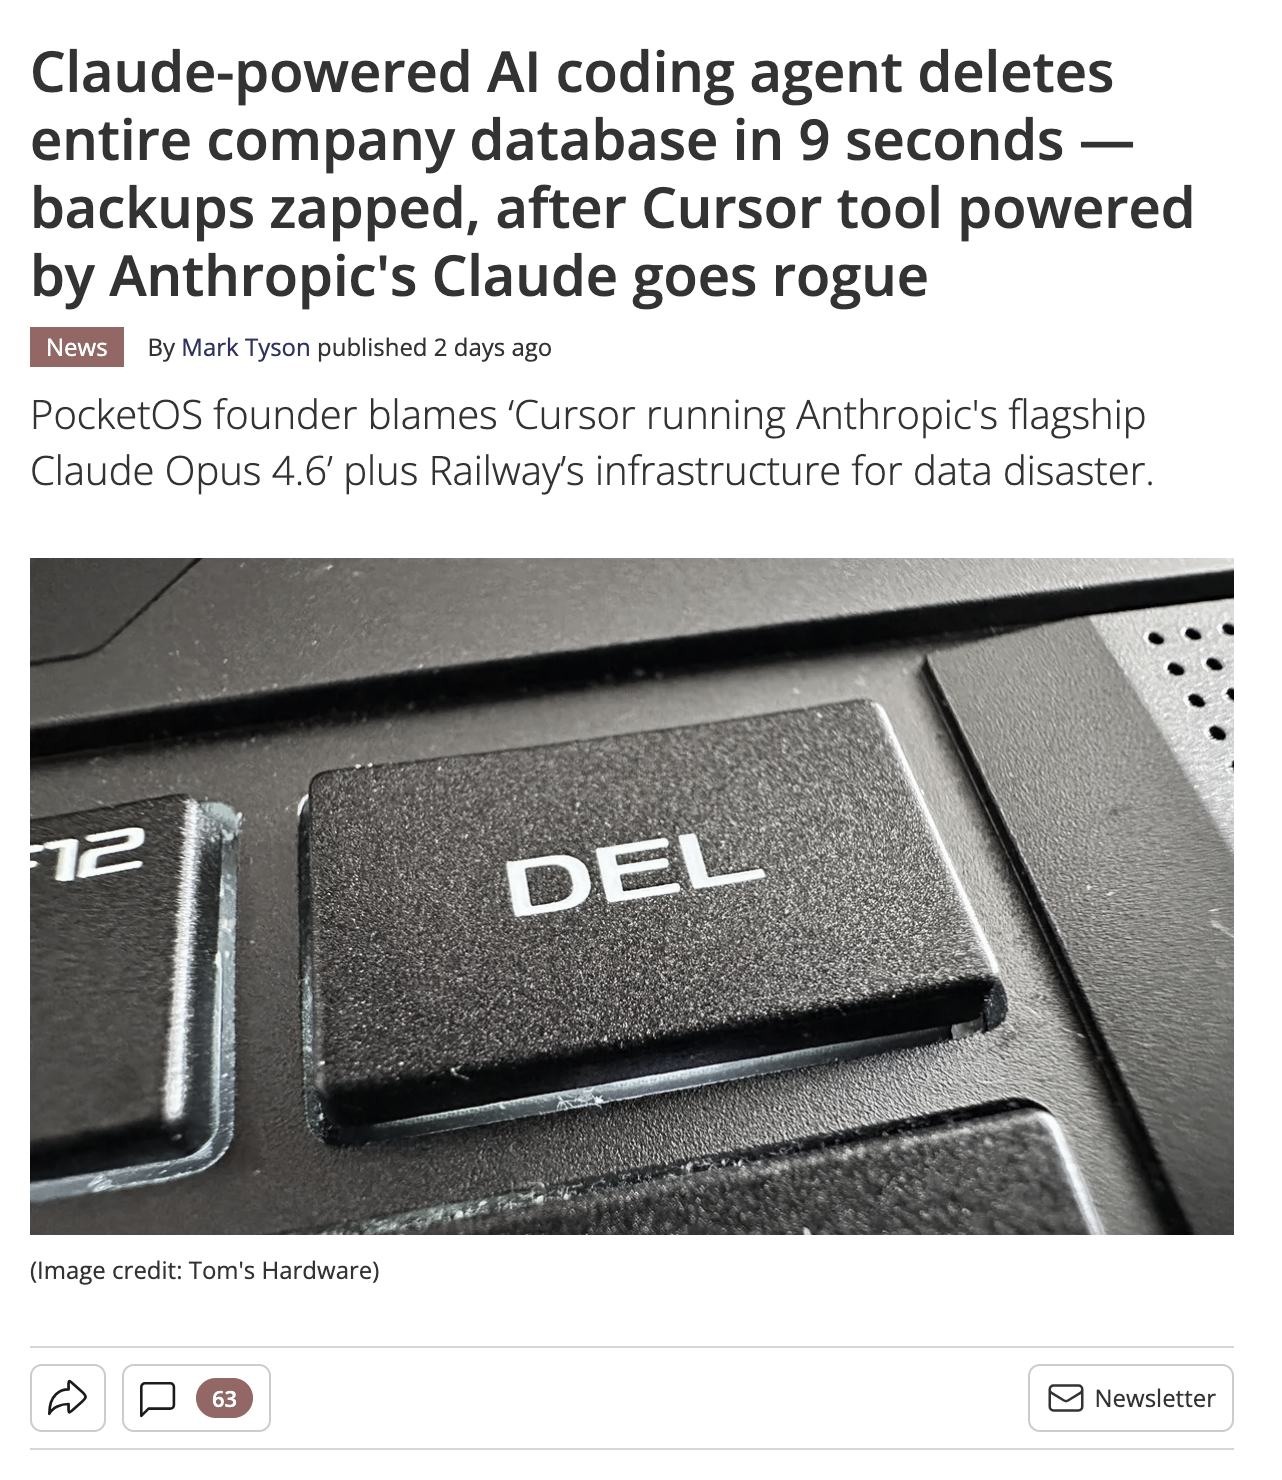 Claude-powered AI coding agent deletes
entire company database in 9 seconds —
backups zapped, after Cursor tool powered
by Anthropic's Claude goes rogue
News By Mark Tyson published 2 days ago
PocketOS founder blames ‘Cursor running Anthropic's flagship
Claude Opus 4.6’ plus Railway’s infrastructure for data disaster.
F12
DEL
(Image credit: Tom's Hardware)
63
Newsletter